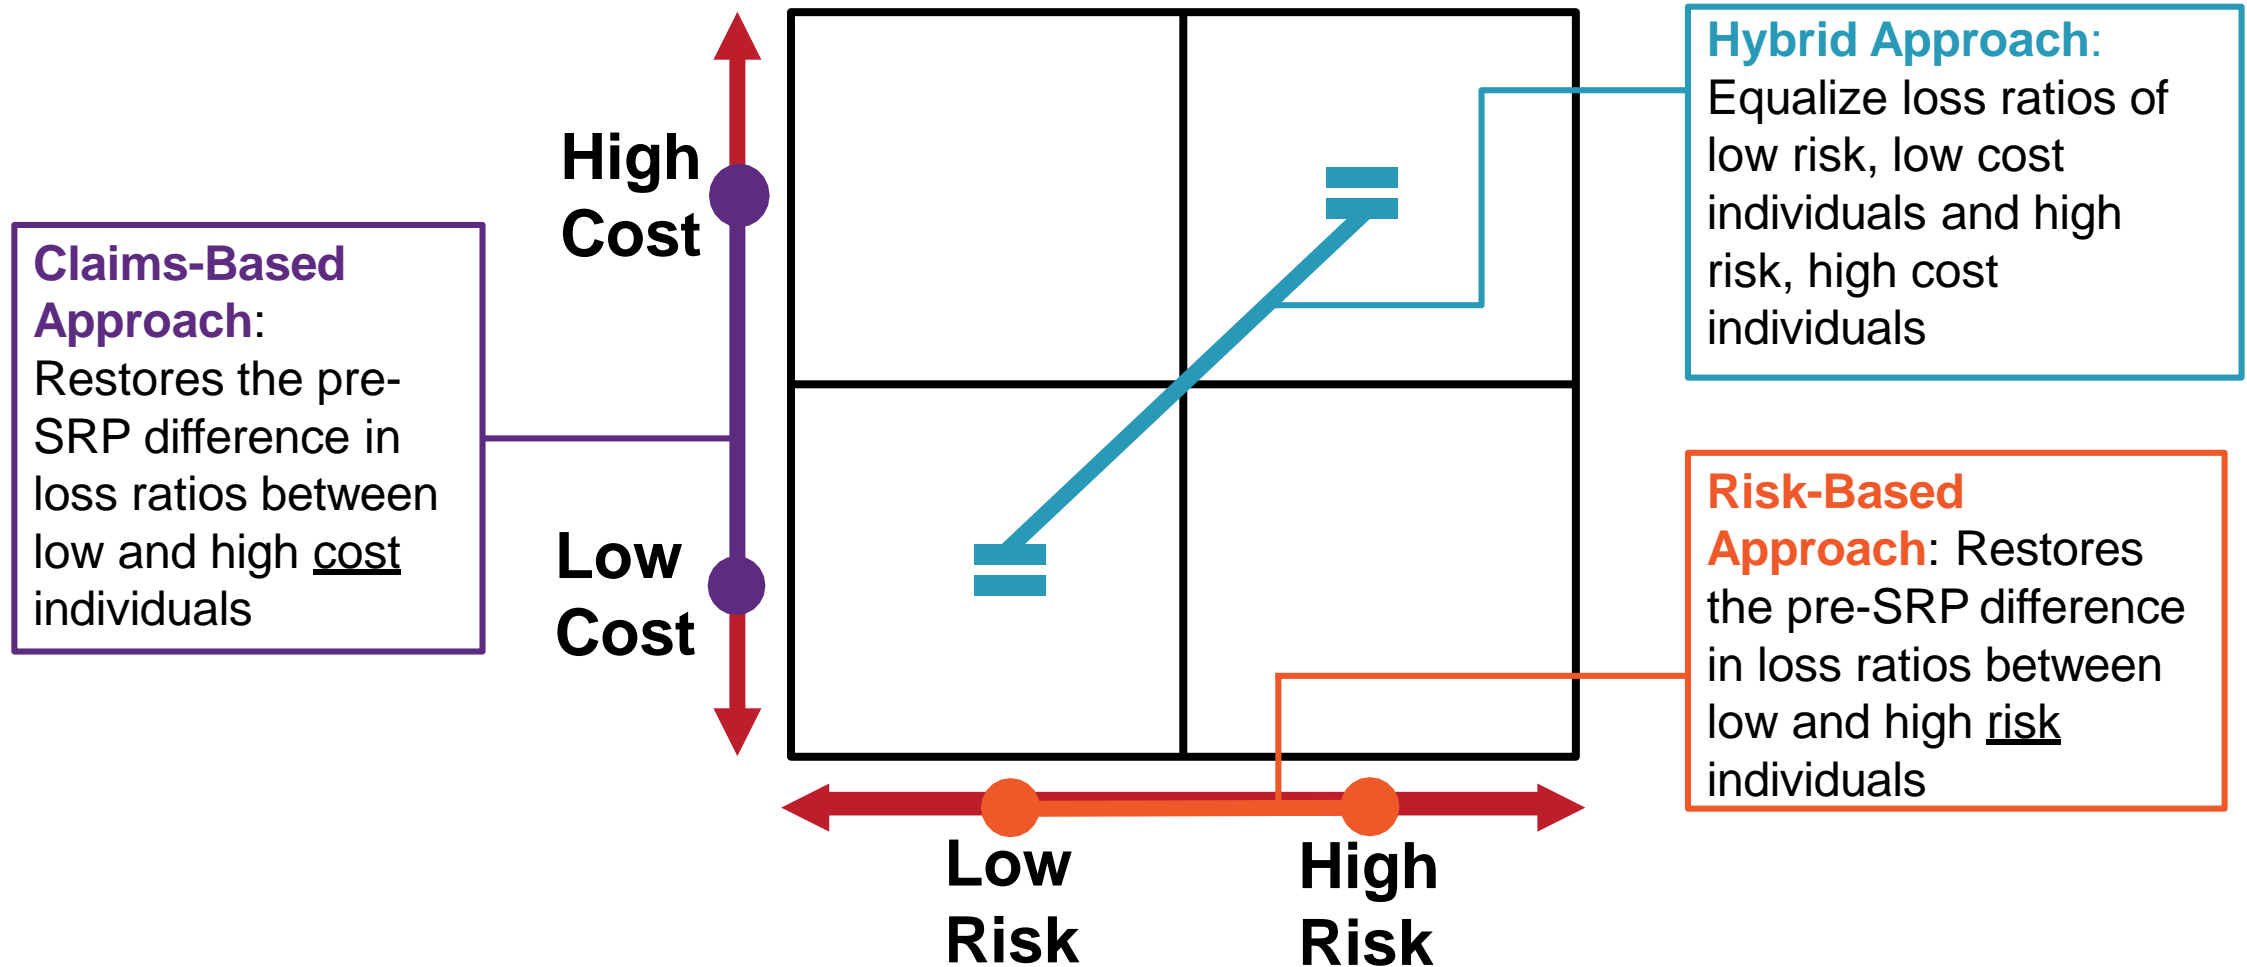 Claims-Based
Approach:
Restores the pre-
SRP difference in
loss ratios between
low and high cost
individuals
High
Cost
Low
Cost
Low
Risk
High
Risk
Hybrid Approach:
Equalize loss ratios of
low risk, low cost
individuals and high
risk, high cost
individuals
Risk-Based
Approach: Restores
the pre-SRP difference
in loss ratios between
low and high risk
individuals